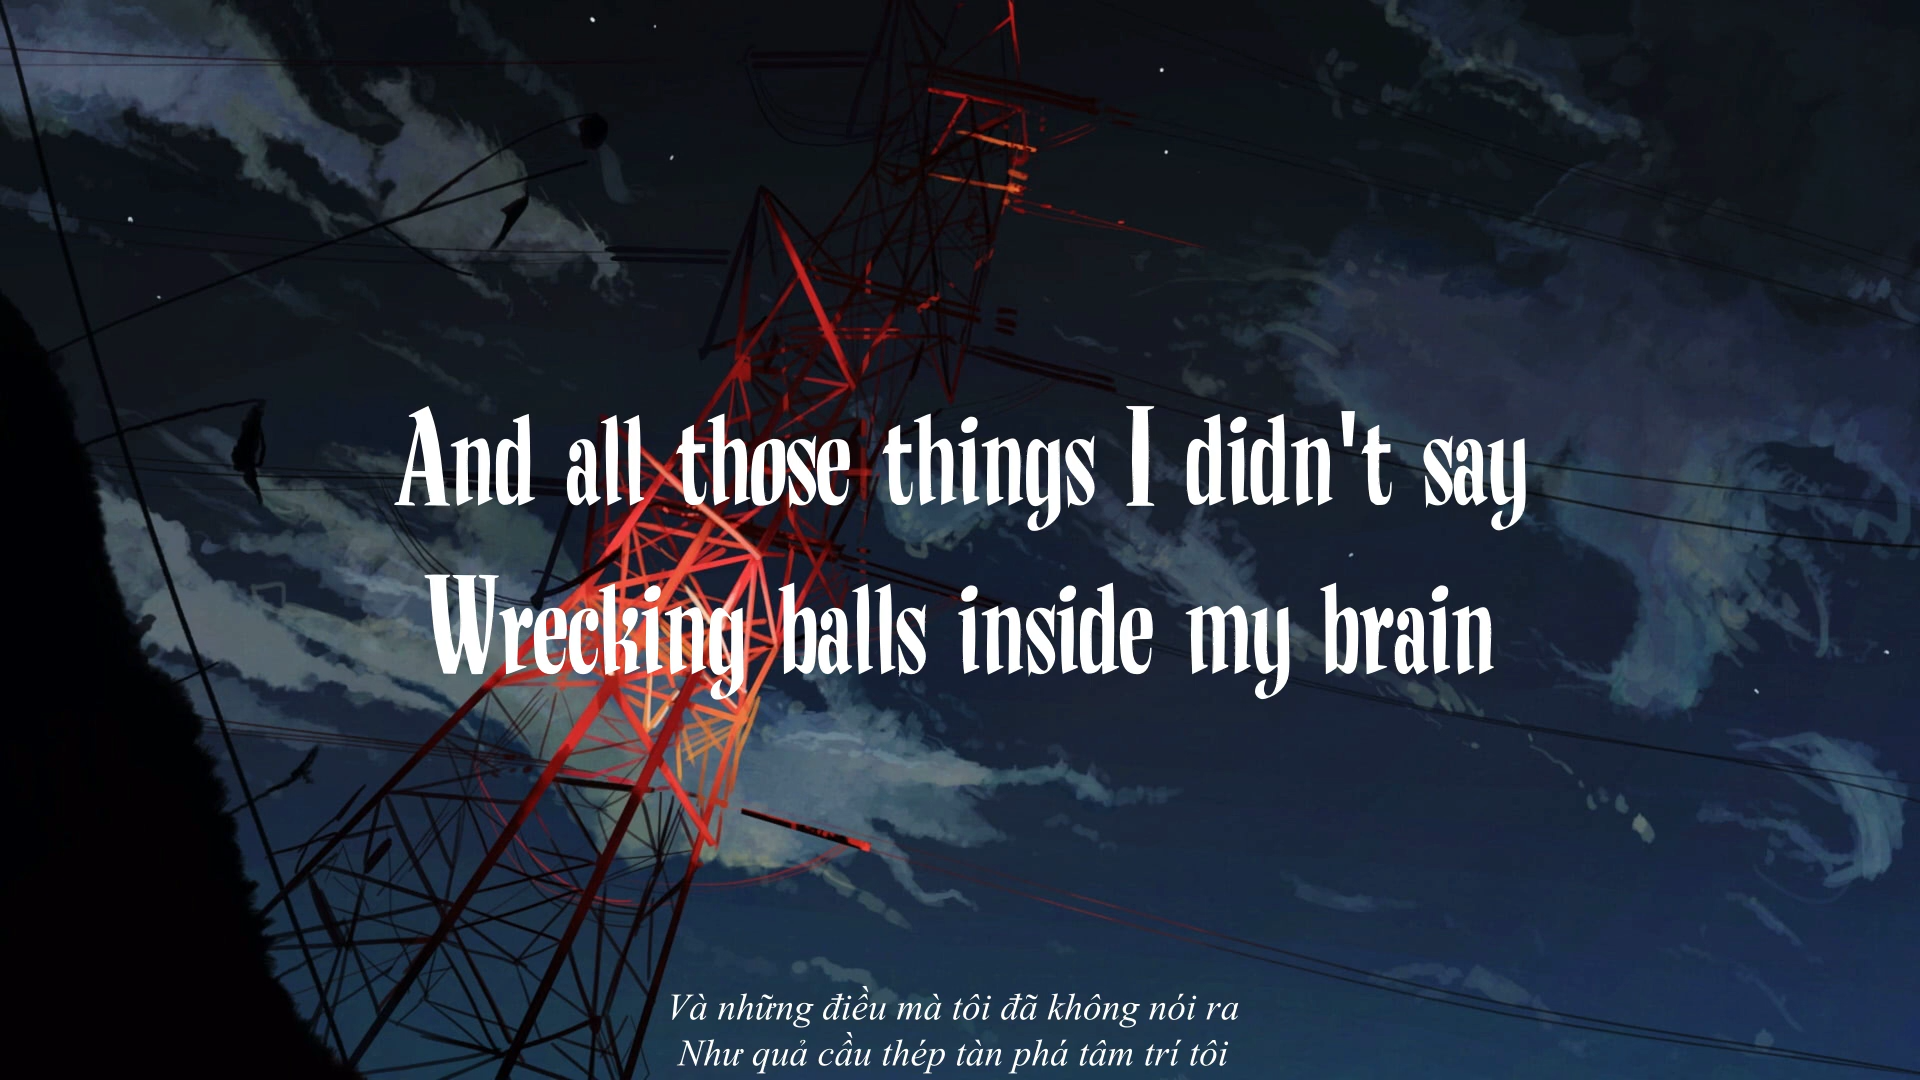 And all those things I didn't say
Wrecking balls inside my brain
Và những điều mà tôi đã không nói ra
Như quả cầu thép tàn phá tâm trí tôi